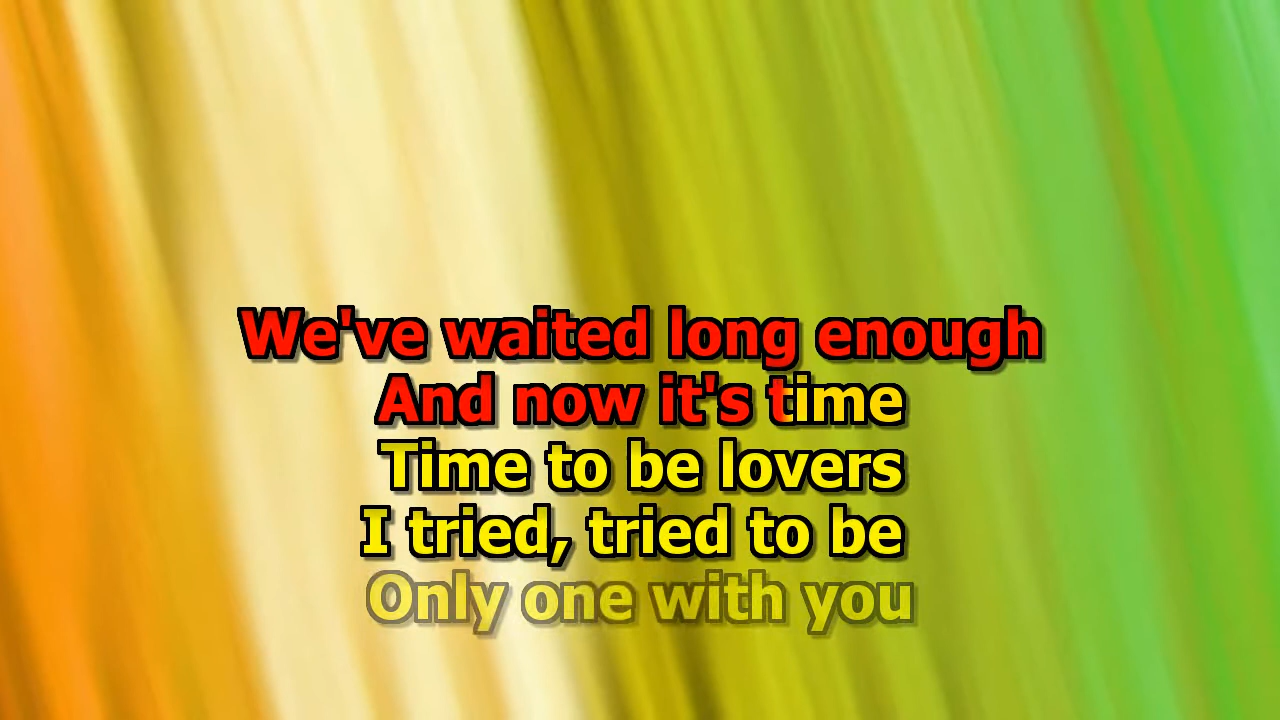 We've waited long enough
And now it's time
Time to be lovers
I tried, tried to be
Only one with you